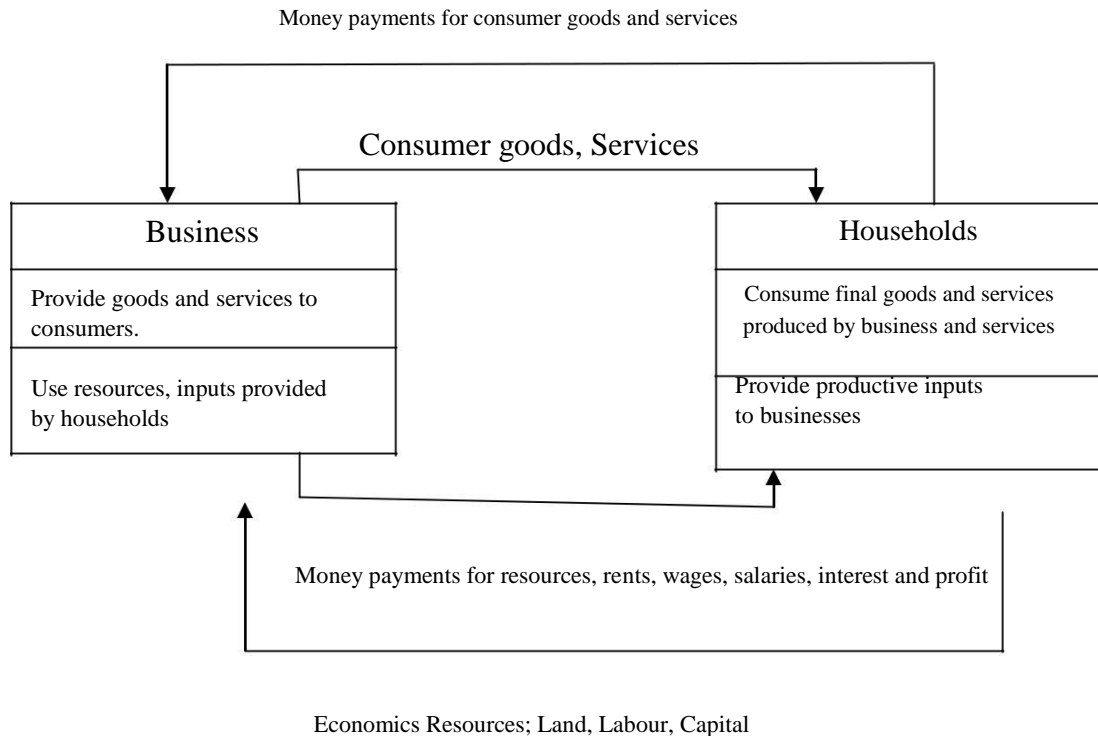 Money payments for consumer goods and services
Consumer goods, Services
Business
Provide goods and services to
consumers.
Use resources, inputs provided
by households
Households
Consume final goods and services
produced by business and services
Provide productive inputs
to businesses
Money payments for resources, rents, wages, salaries, interest and profit
Economics Resources; Land, Labour, Capital